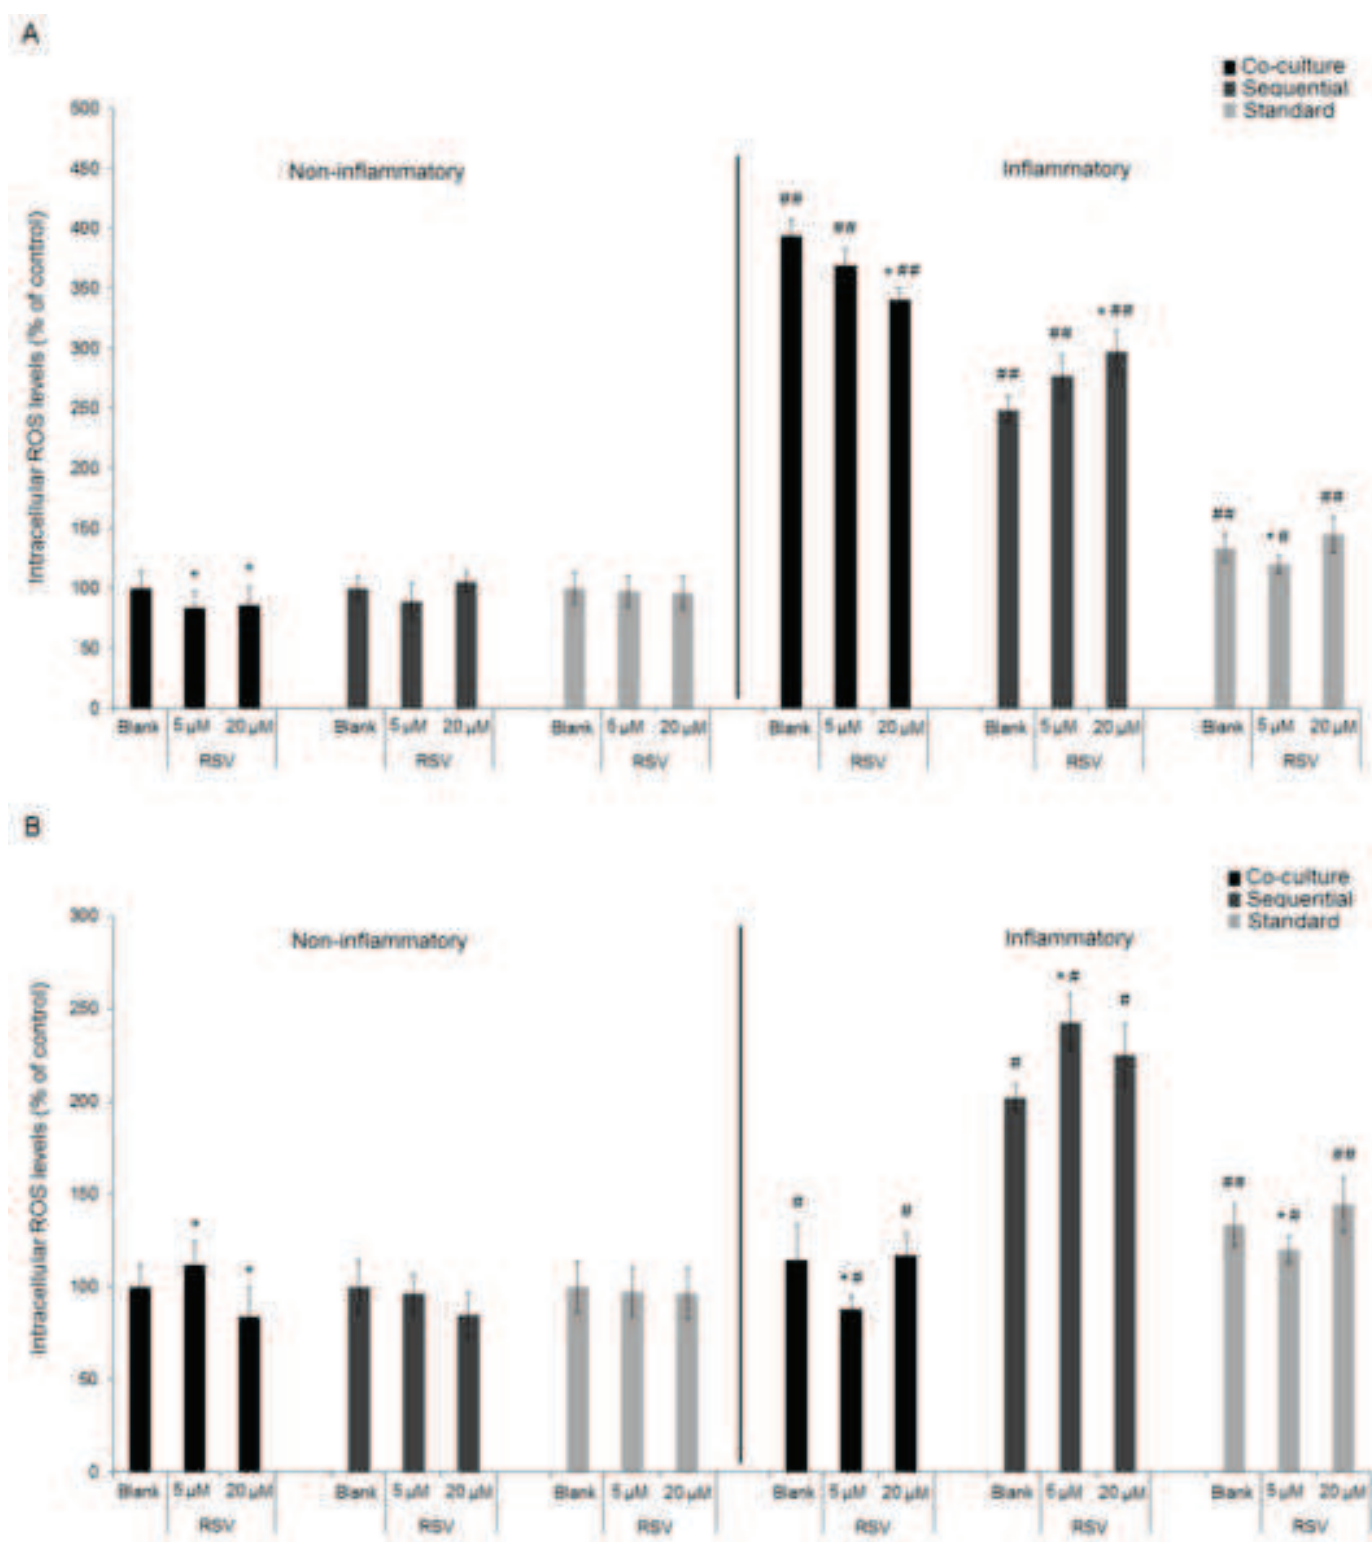 A
Co-culture
Sequential
Standard
Non-inflammatory
Inflammatory
Intracellular ROS levels (% of control)
500
450
400
350
300
250
200
150
100
50
0
* * ## ## *## ## ## *## ## *# ##
Blank 5 µM 20 µM Blank 5 µM 20 µM Blank 5 µM 20 µM Blank 5 µM 20 µM Blank 5 µM 20 µM Blank 5 µM 20 µM
RSV RSV RSV RSV RSV RSV
B
Co-culture
Sequential
Standard
Non-inflammatory
Inflammatory
Intracellular ROS levels (% of control)
300
250
200
150
100
50
0
* * # *# # # *# # ## *# ##
Blank 5 µM 20 µM Blank 5 µM 20 µM Blank 5 µM 20 µM Blank 5 µM 20 µM Blank 5 µM 20 µM Blank 5 µM 20 µM
RSV RSV RSV RSV RSV RSV